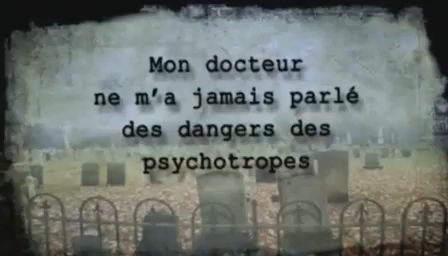 Mon docteur
ne m'a jamais parlé
des dangers des
psychotropes